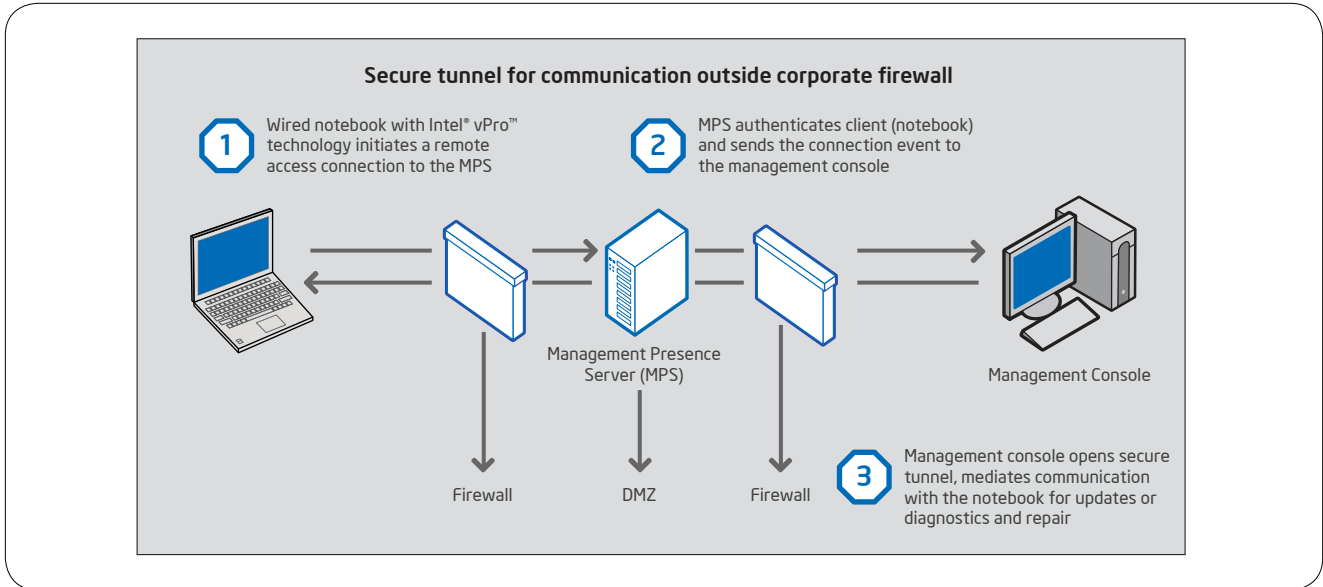 Secure tunnel for communication outside corporate firewall
1
Wired notebook with Intel® vPro™
technology initiates a remote
access connection to the MPS
2
MPS authenticates client (notebook)
and sends the connection event to
the management console
Management Presence
Server (MPS)
Management Console
Firewall
DMZ
Firewall
3
Management console opens secure
tunnel, mediates communication
with the notebook for updates or
diagnostics and repair